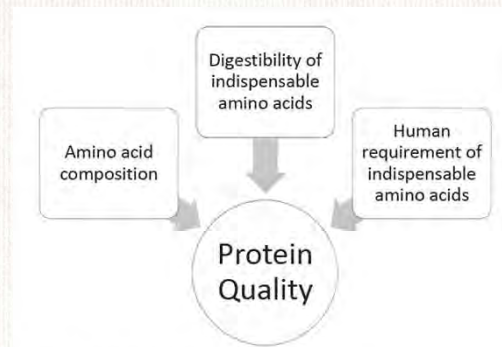 Digestibility of
indispensable
amino acids
Amino acid
composition
Human
requirement of
indispensable
amino acids
Protein
Quality